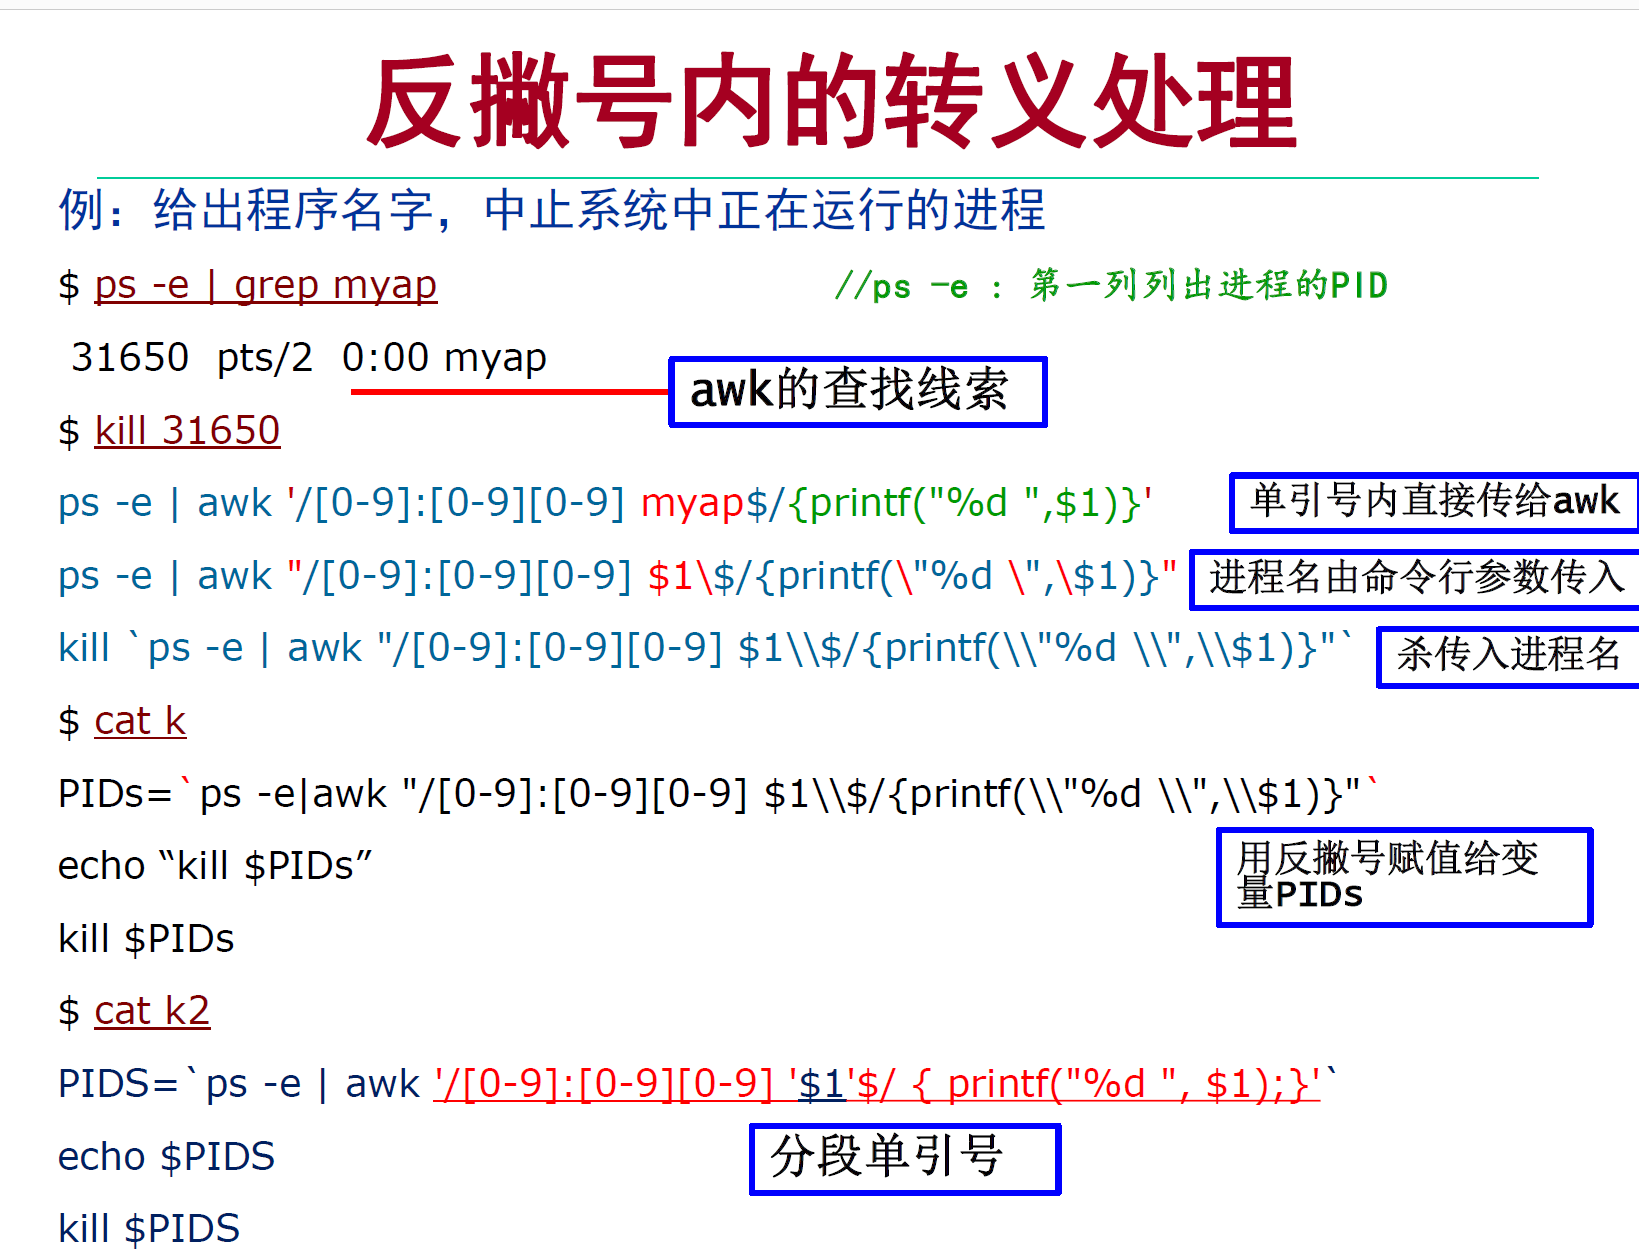 反撇号内的转义处理
例：给出程序名字，中止系统中正在运行的进程
$ ps -e | grep myap
//ps -e : 第一列列出进程的PID
31650 pts/2 0:00 myap
awk的查找线索
$ kill 31650
ps -e | awk '/[0-9]:[0-9][0-9] myap$/{printf("%d ",$1)}'
单引号内直接传给awk
ps -e | awk "/[0-9]:[0-9][0-9] $1\$/{printf(\"%d \",\$1)}"
进程名由命令行参数传入
kill `ps -e | awk "/[0-9]:[0-9][0-9] $1\\$/{printf(\\"%d \\",\\$1)}"`
杀传入进程名
$ cat k
PIDs=`ps -e|awk "/[0-9]:[0-9][0-9] $1\\$/{printf(\\"%d \\",\\$1)}"`
echo “kill $PIDs”
用反撇号赋值给变
量PIDs
kill $PIDs
$ cat k2
PIDS=`ps -e | awk '/[0-9]:[0-9][0-9] '$1'$/ { printf("%d ", $1);}'`
echo $PIDS
分段单引号
kill $PIDS